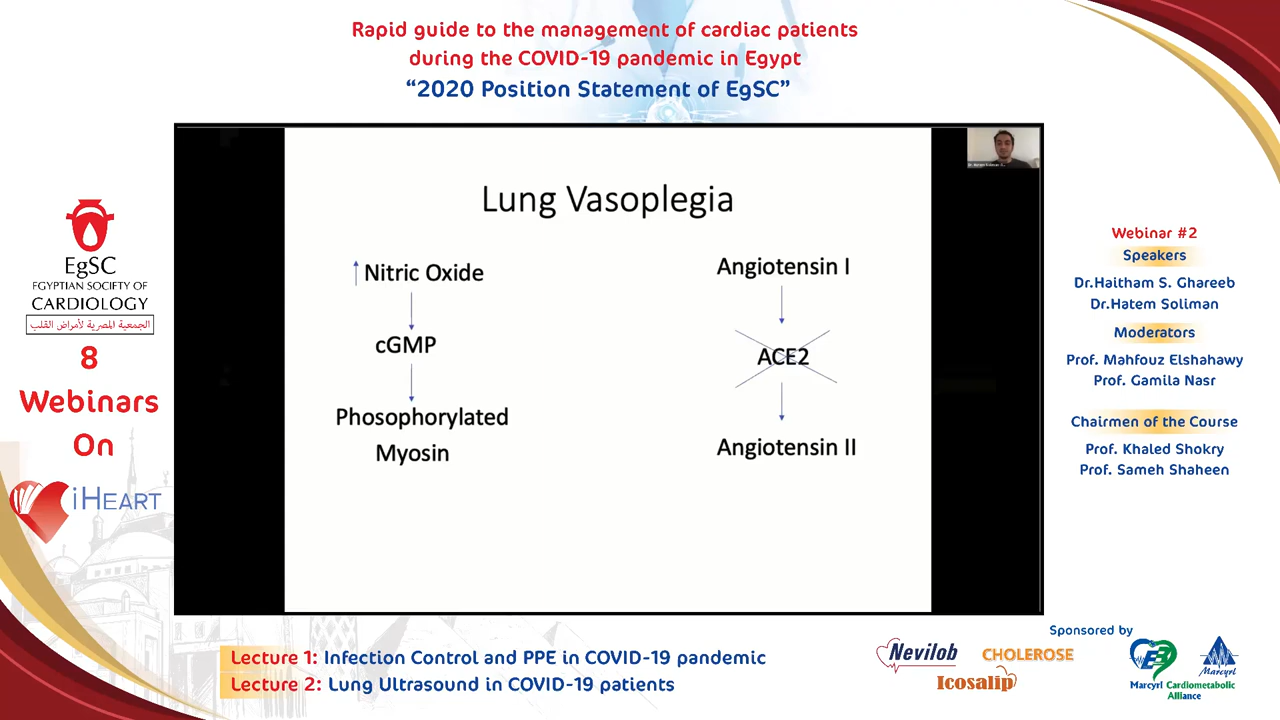 Rapid guide to the management of cardiac patients
during the COVID-19 pandemic in Egypt
“2020 Position Statement of EgSC”
EgSC
EGYPTIAN SOCIETY OF
CARDIOLOGY
الجمعية المصرية لأمراض القلب
8
Webinars
On
iHEART
Lung Vasoplegia
Nitric Oxide
cGMP
Phosophorylated
Myosin
Angiotensin I
ACE2
Angiotensin II
Webinar #2
Speakers
Dr.Haitham S. Ghareeb
Dr.Hatem Soliman
Moderators
Prof. Mahfouz Elshahawy
Prof. Gamila Nasr
Chairmen of the Course
Prof. Khaled Shokry
Prof. Sameh Shaheen
Lecture 1: Infection Control and PPE in COVID-19 pandemic
Lecture 2: Lung Ultrasound in COVID-19 patients
Sponsored by
Nevilob
CHOLEROSE
Icosalip
Marcyrl Cardiometabolic
Alliance
Marcyrl